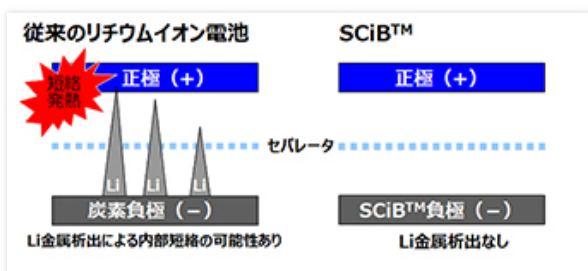 従来のリチウムイオン電池
短絡
発熱
正極（+）
Li
Li
Li
炭素負極（−）
Li金属析出による内部短絡の可能性あり
セパレータ
SCiB™
正極（+）
SCiB™負極（−）
Li金属析出なし